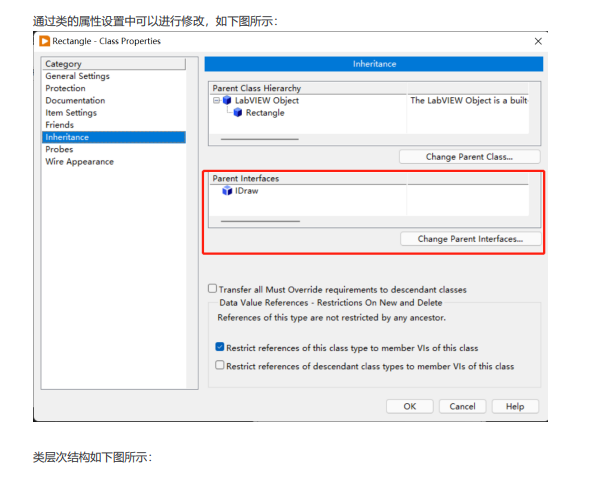 通过类的属性设置中可以进行修改，如下图所示：
Rectangle - Class Properties
Category
General Settings
Protection
Documentation
Item Settings
Friends
Inheritance
Probes
Wire Appearance
Inheritance
Parent Class Hierarchy
LabVIEW Object The LabVIEW Object is a built-
Rectangle
Change Parent Class...
Parent Interfaces
IDraw
Change Parent Interfaces...
Transfer all Must Override requirements to descendant classes
Data Value References - Restrictions On New and Delete
References of this type are not restricted by any ancestor.
Restrict references of this class type to member VIs of this class
Restrict references of descendant class types to member VIs of this class
OK Cancel Help
类层次结构如下图所示：